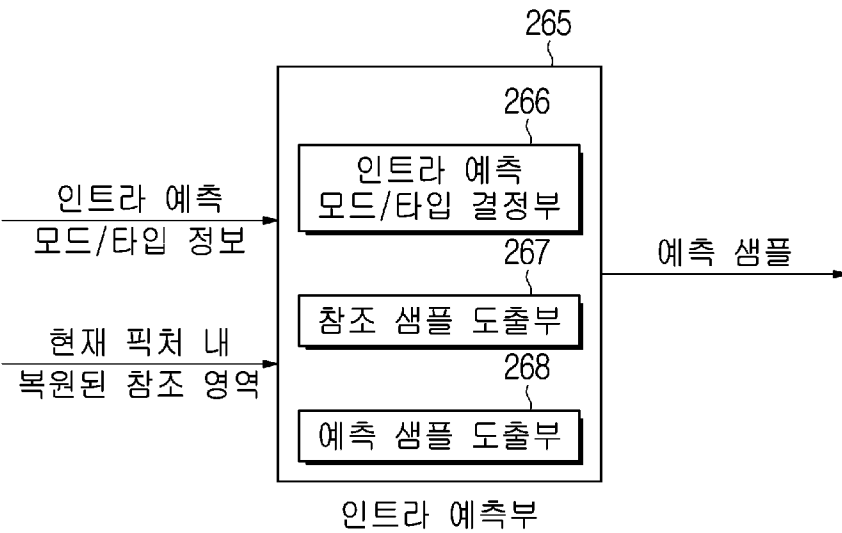 265
266
인트라 예측
모드/타입 결정부
인트라 예측
모드/타입 정보
267
예측 샘플
참조 샘플 도출부
현재 픽처 내
복원된 참조 영역
268
예측 샘플 도출부
인트라 예측부